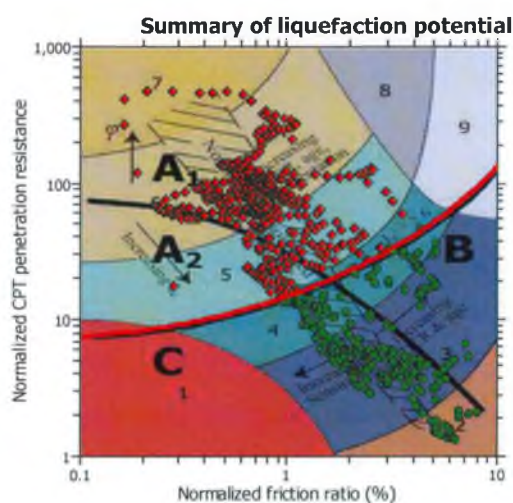 Summary of liquefaction potential
Normalized CPT penetration resistance
1,000
100
10
1
7
8
9
A1
A2
5
B
4
C
1
3
2
0.1
1
10
Normalized friction ratio (%)